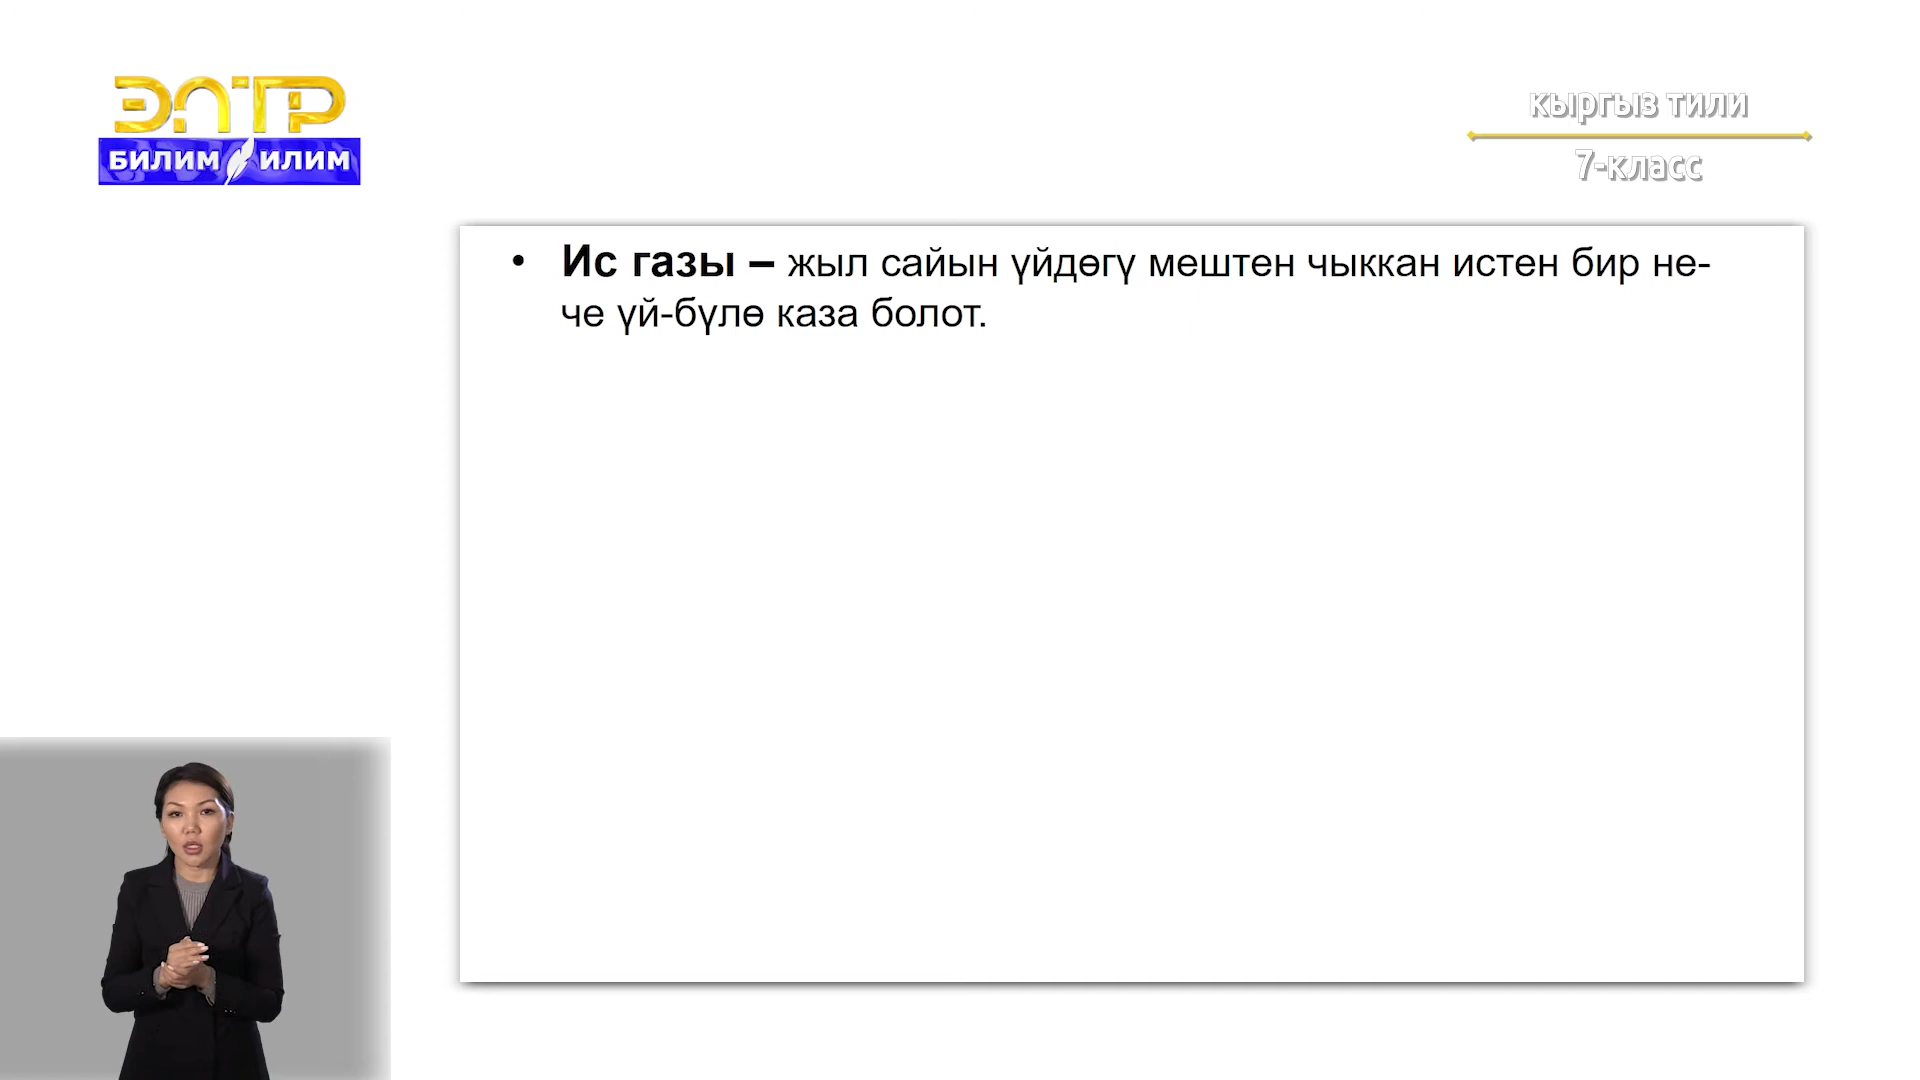 ЭЛТР
БИЛИМ ИЛИМ
кыргыз тили
7-класс
• Ис газы – жыл сайын үйдөгү мештен чыккан истен бир не-
че үй-бүлө каза болот.